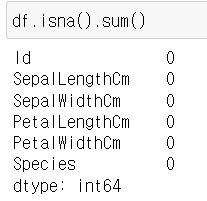 df.isna().sum()
Id 0
SepalLengthCm 0
SepalWidthCm 0
PetalLengthCm 0
PetalWidthCm 0
Species 0
dtype: int64